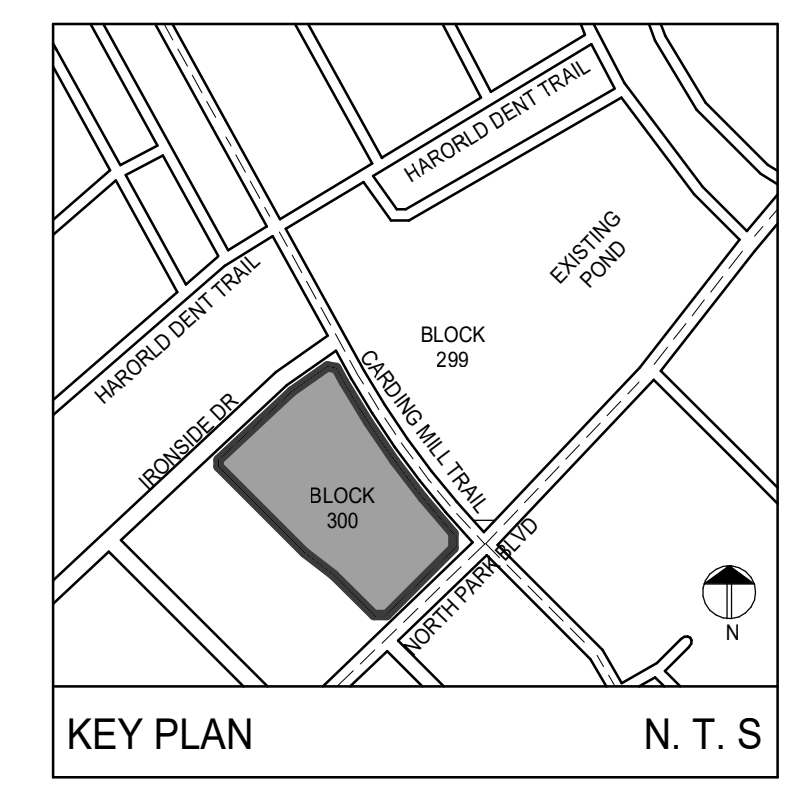 HARORLD DENT TRAIL
EXISTING
POND
HARORLD DENT TRAIL
BLOCK
299
CARDING MILL TRAIL
IRONSIDE DR
BLOCK
300
NORTH PARK BLVD
N
KEY PLAN
N. T. S